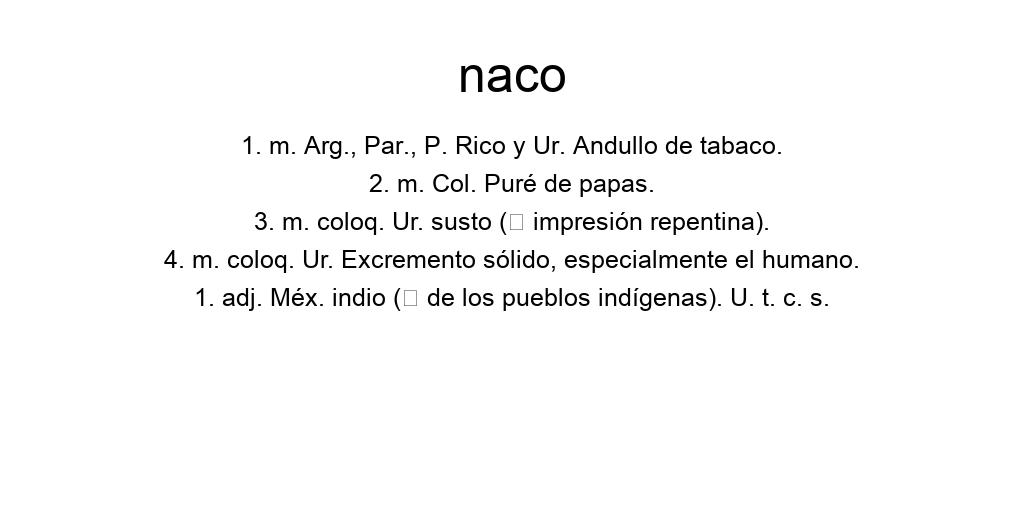 naco
1. m. Arg., Par., P. Rico y Ur. Andullo de tabaco.
2. m. Col. Puré de papas.
3. m. coloq. Ur. susto (□ impresión repentina).
4. m. coloq. Ur. Excremento sólido, especialmente el humano.
1. adj. Méx. indio (□ de los pueblos indígenas). U. t. c. s.